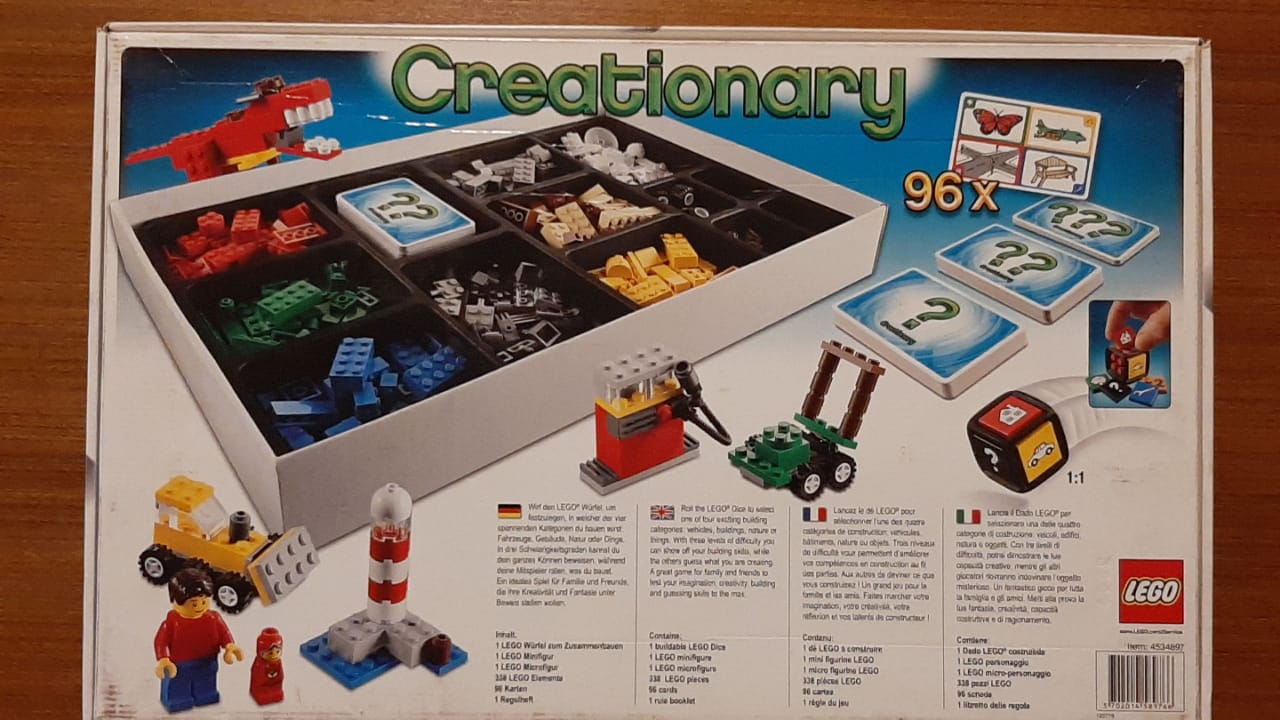 Creationary
96 x
???
??
?
1:1
Wirf den LEGO® Würfel, um
festzulegen, in welcher der vier
spannenden Kategorien du bauen wirst:
Fahrzeuge, Gebäude, Natur oder Dinge.
In drei Schwierigkeitsgraden kannst du
dein ganzes Können beweisen, während
deine Mitspieler raten, was du baust.
Ein ideales Spiel für Familie und Freunde,
die ihre Kreativität und Fantasie unter
Beweis stellen wollen.
Inhalt:
1 LEGO Würfel zum Zusammenbauen
1 LEGO Minifigur
1 LEGO Microfigur
338 LEGO Elemente
96 Karten
1 Regelheft
Roll the LEGO® Dice to select
one of four exciting building
categories: vehicles, buildings, nature or
things. With three levels of difficulty you
can show off your building skills, while
the others guess what you are creating.
A great game for family and friends to
test your imagination, creativity, building
and guessing skills to the max.
Contains:
1 buildable LEGO Dice
1 LEGO minifigure
1 LEGO microfigure
338 LEGO pieces
96 cards
1 rule booklet
Lancez le dé LEGO® pour
sélectionner l'une des quatre
catégories de construction, véhicules,
bâtiments, nature ou objets. Trois niveaux
de difficulté vous permettent d'améliorer
vos compétences en construction au fil
des parties. Aux autres de deviner ce que
vous construisez ! Un grand jeu pour la
famille et les amis. Faites marcher votre
imagination, votre créativité, votre
réflexion et vos talents de constructeur !
Contenu:
1 dé LEGO à construire
1 mini figurine LEGO
1 micro figurine LEGO
338 pièces LEGO
96 cartes
1 règle du jeu
Lancia il Dado LEGO® per
selezionare una delle quattro
categorie di costruzione: veicoli, edifici,
natura o oggetti. Con tre livelli di
difficoltà, potrai dimostrare le tue
capacità creative, mentre gli altri
giocatori dovranno indovinare l'oggetto
misterioso. Un fantastico gioco per tutta
la famiglia e gli amici. Metti alla prova la
tua fantasia, creatività, capacità
costruttive e di ragionamento.
Contiene:
1 Dado LEGO® costruibile
1 LEGO personaggio
1 LEGO micro-personaggio
338 pezzi LEGO
96 schede
1 libretto delle regole
LEGO
www.LEGO.com/Service
Item: 4534897